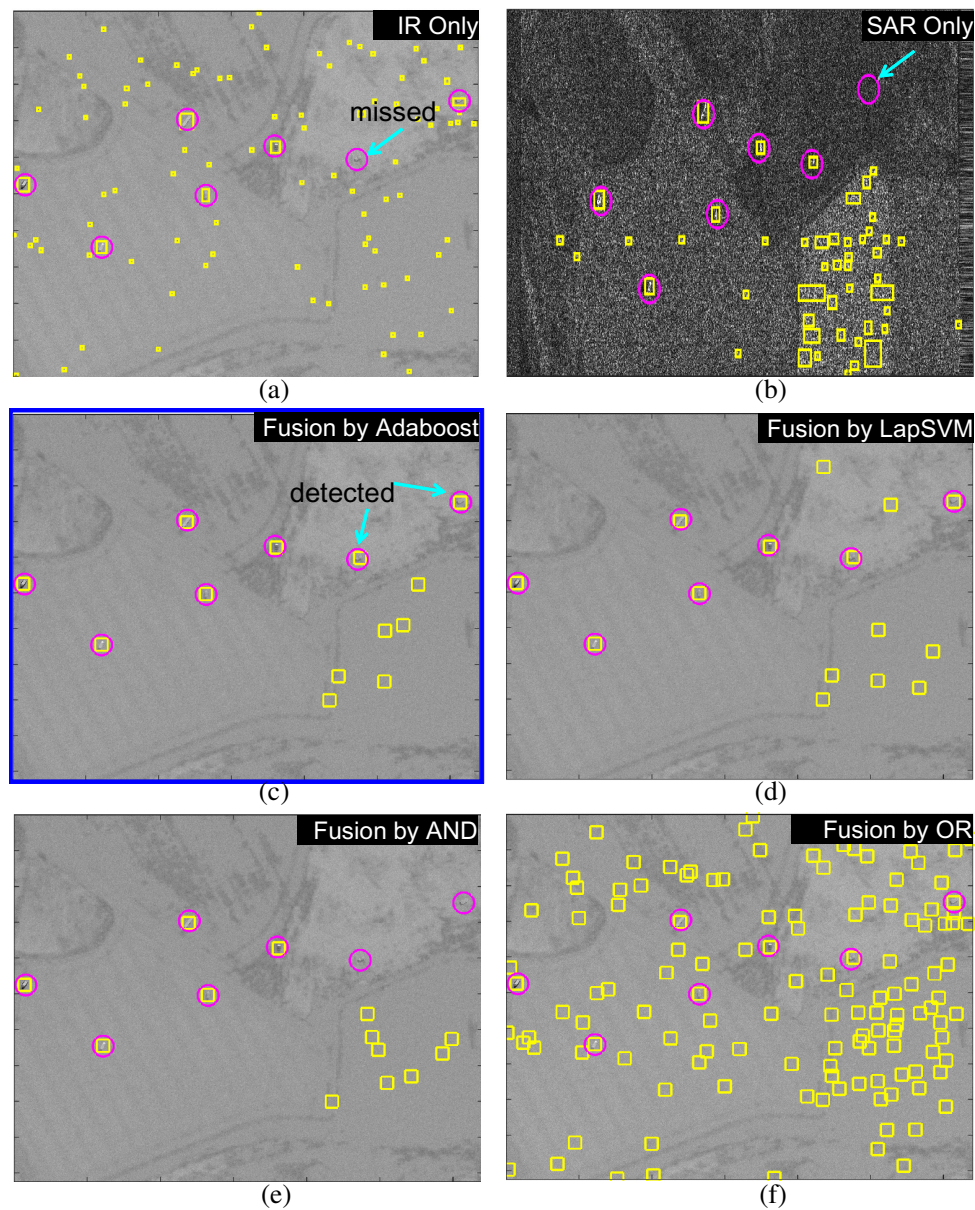 IR Only
missed
(a)
SAR Only
(b)
Fusion by Adaboost
detected
(c)
Fusion by LapSVM
(d)
Fusion by AND
(e)
Fusion by OR
(f)